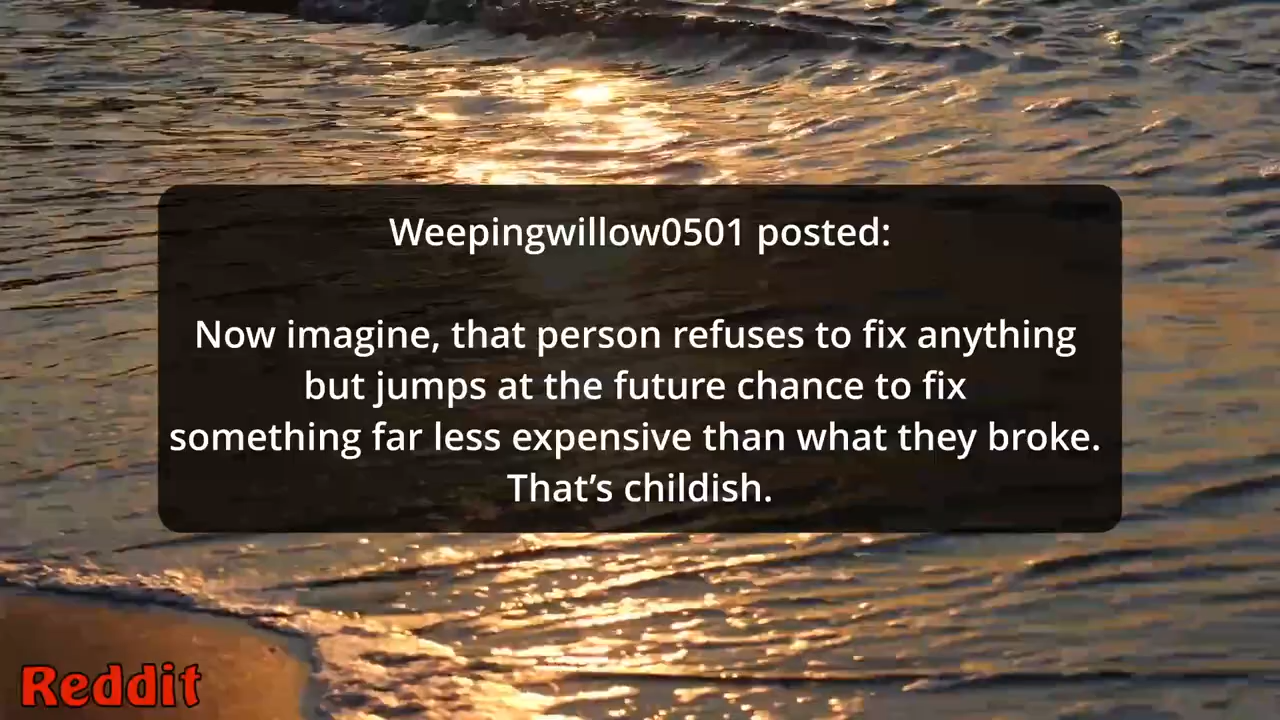 Weepingwillow0501 posted:
Now imagine, that person refuses to fix anything
but jumps at the future chance to fix
something far less expensive than what they broke.
That’s childish.
Reddit